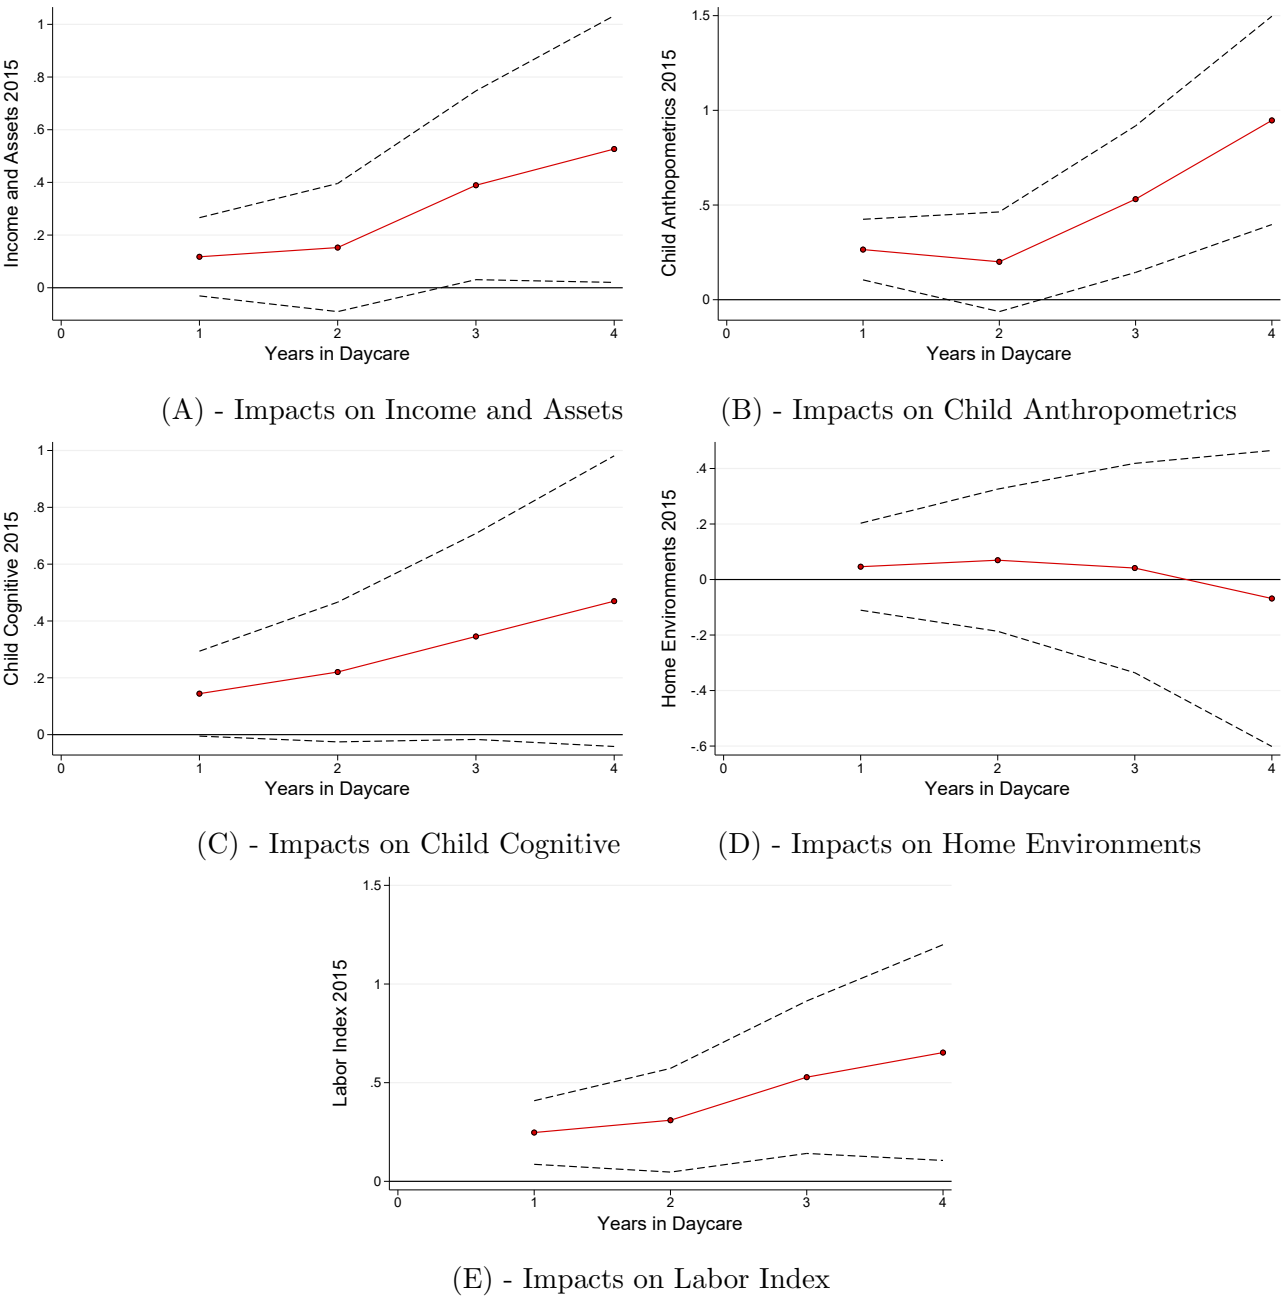 Income and Assets 2015
1
.8
.6
.4
.2
0
0 1 2 3 4
Years in Daycare
(A) - Impacts on Income and Assets
Child Anthopometrics 2015
1.5
1
.5
0
0 1 2 3 4
Years in Daycare
(B) - Impacts on Child Anthropometrics
Child Cognitive 2015
1
.8
.6
.4
.2
0
0 1 2 3 4
Years in Daycare
(C) - Impacts on Child Cognitive
Home Environments 2015
.4
.2
0
-.2
-.4
-.6
0 1 2 3 4
Years in Daycare
(D) - Impacts on Home Environments
Labor Index 2015
1.5
1
.5
0
0 1 2 3 4
Years in Daycare
(E) - Impacts on Labor Index